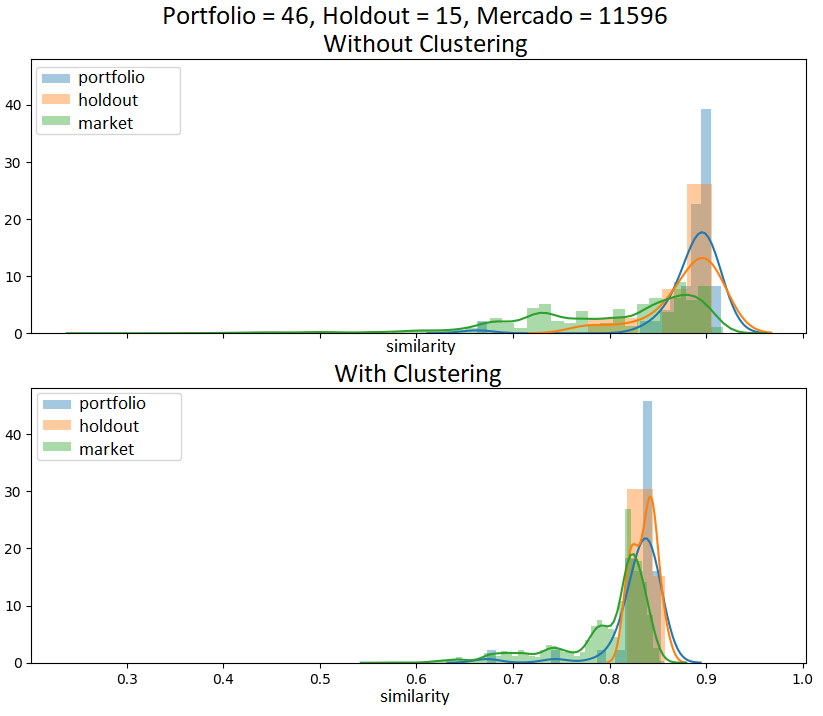 Portfolio = 46, Holdout = 15, Mercado = 11596
Without Clustering
portfolio
holdout
market
40
30
20
10
0
similarity
With Clustering
portfolio
holdout
market
40
30
20
10
0
0.3 0.4 0.5 0.6 0.7 0.8 0.9 1.0
similarity